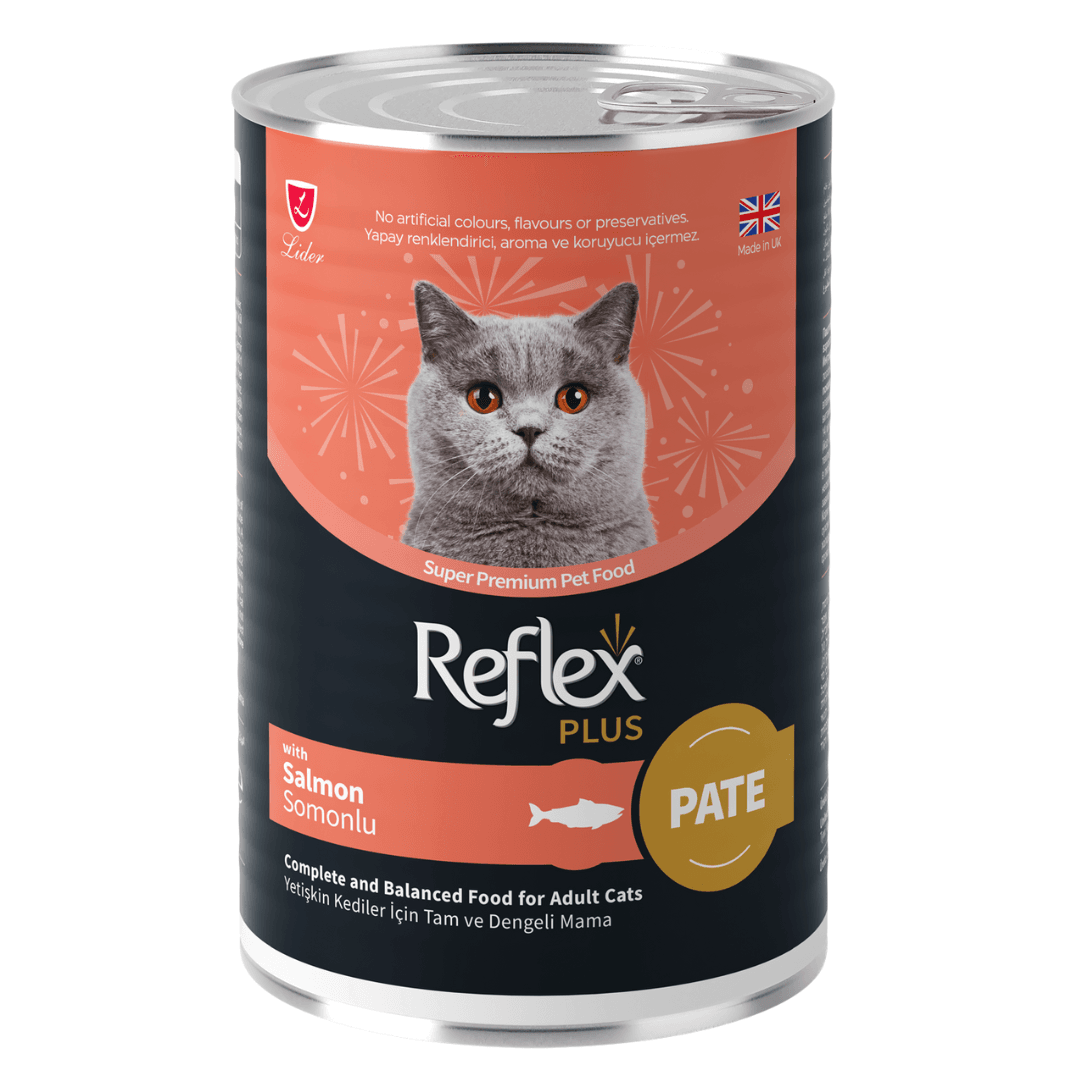 Lider
No artificial colours, flavours or preservatives.
Yapay renklendirici, aroma ve koruyucu içermez.
Made in UK
Super Premium Pet Food
Reflex®
PLUS
with
Salmon
Somonlu
PATE
Complete and Balanced Food for Adult Cats
Yetişkin Kediler İçin Tam ve Dengeli Mama